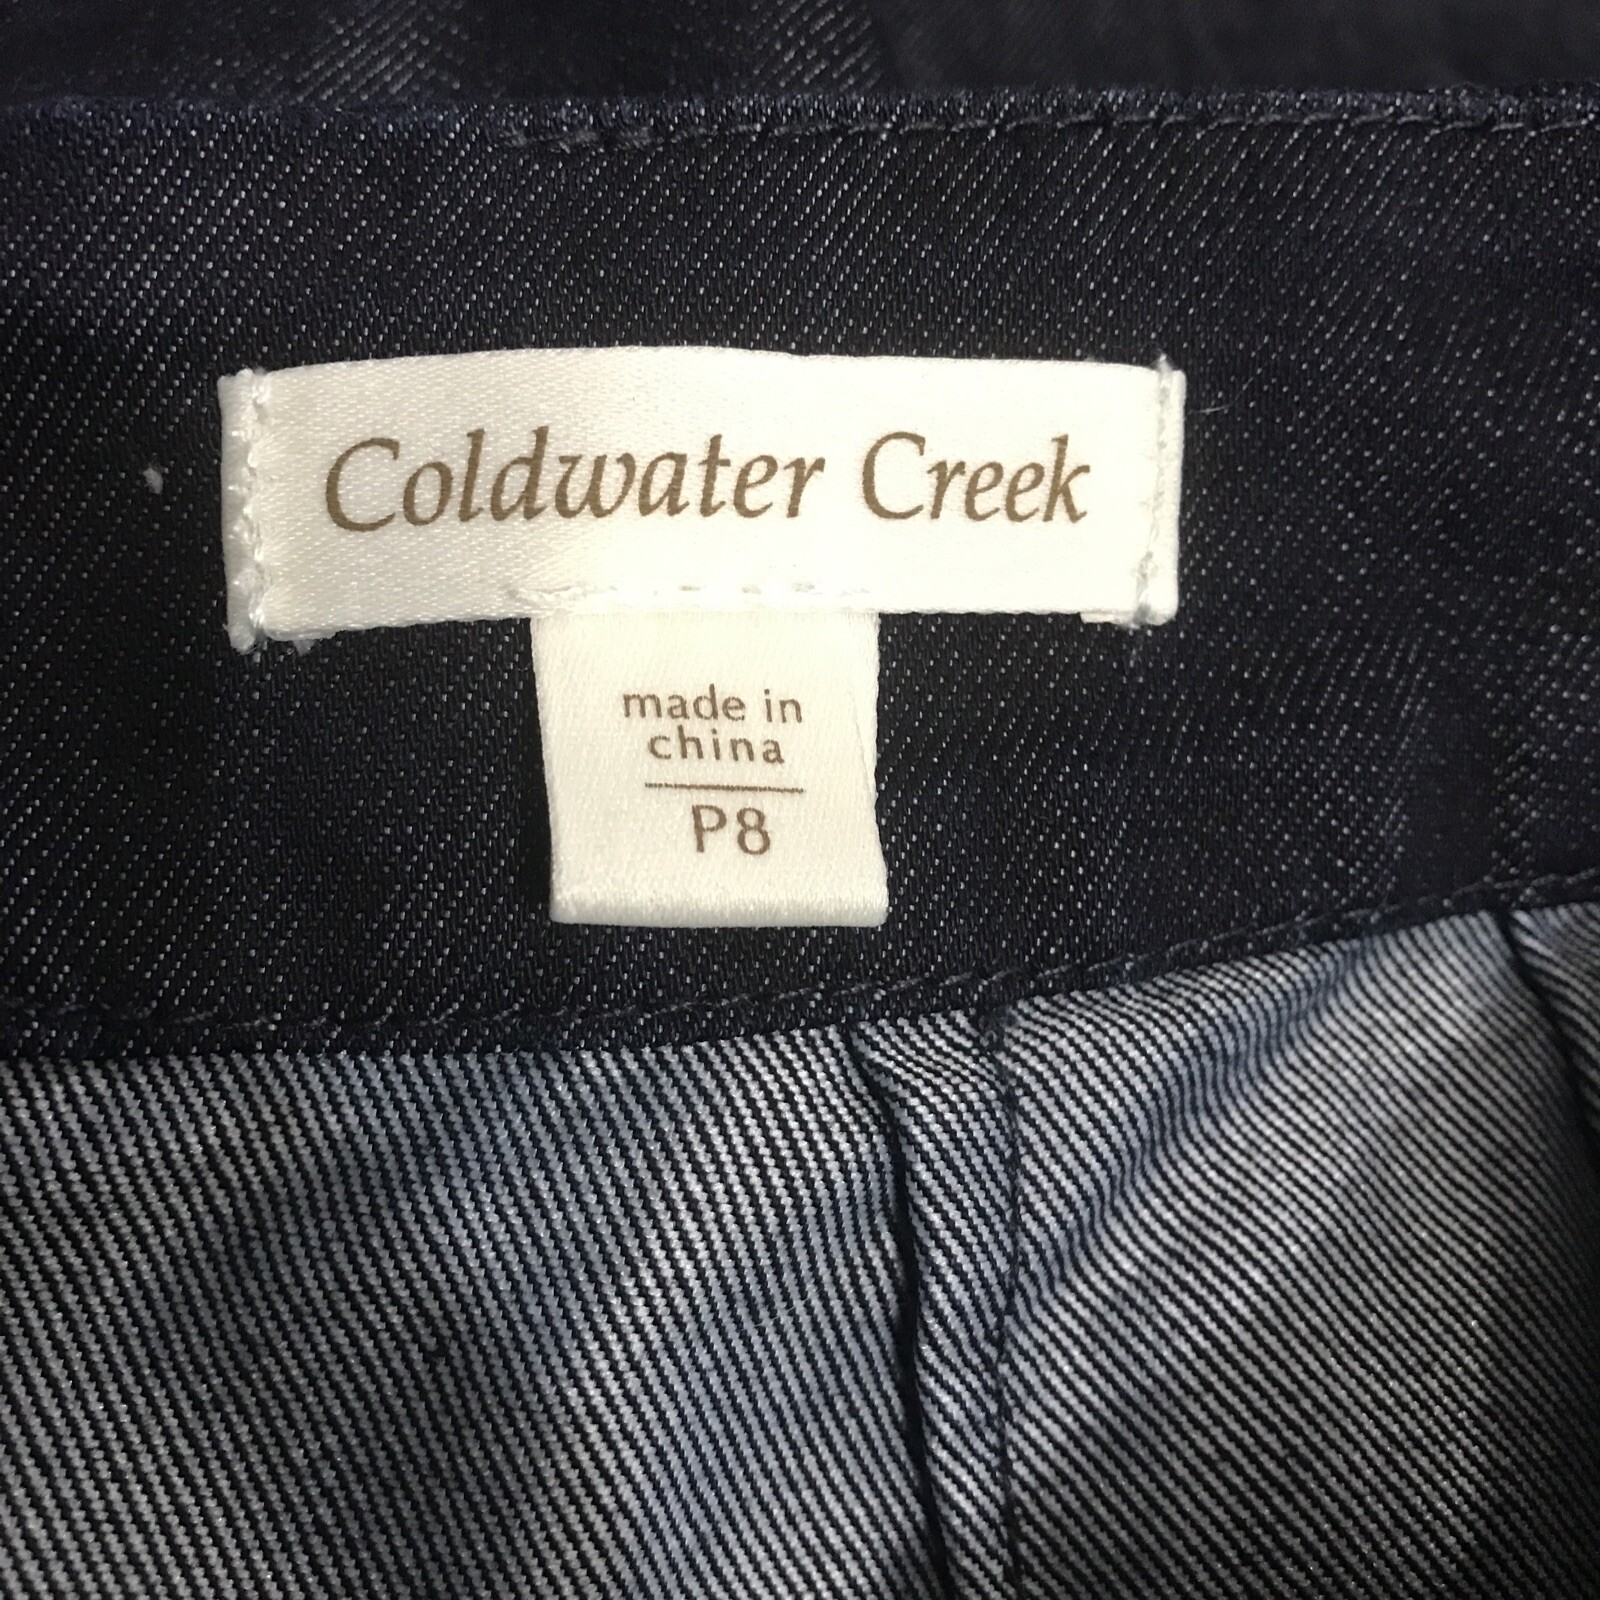 Coldwater Creek
made in
china
P8